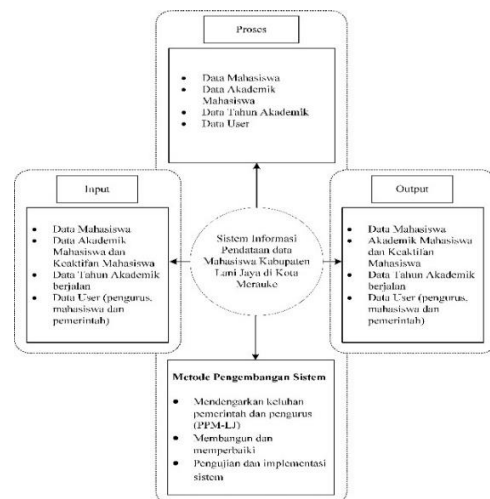 Proses
• Data Mahasiswa
• Data Akademik
Mahasiswa
• Data Tahun Akademik
• Data User
Input
• Data Mahasiswa
• Data Akademik
Mahasiswa dan Keaktifan
Mahasiswa
• Data Tahun Akademik
berjalan
• Data User (pengurus,
mahasiswa dan
pemerintah)
Sistem Informasi
Pendataan data
Mahasiswa Kabupaten
Lani Jaya di Kota
Merauke
Output
• Data Mahasiswa
• Akademik Mahasiswa
dan Keaktifan
Mahasiswa
• Data Tahun Akademik
berjalan
• Data User (pengurus,
mahasiswa dan
pemerintah)
Metode Pengembangan Sistem
• Mendengarkan keluhan
pemerintah dan pengurus
(PPM-LJ)
• Membangun dan
memperbaiki
• Pengujian dan implementasi
sistem